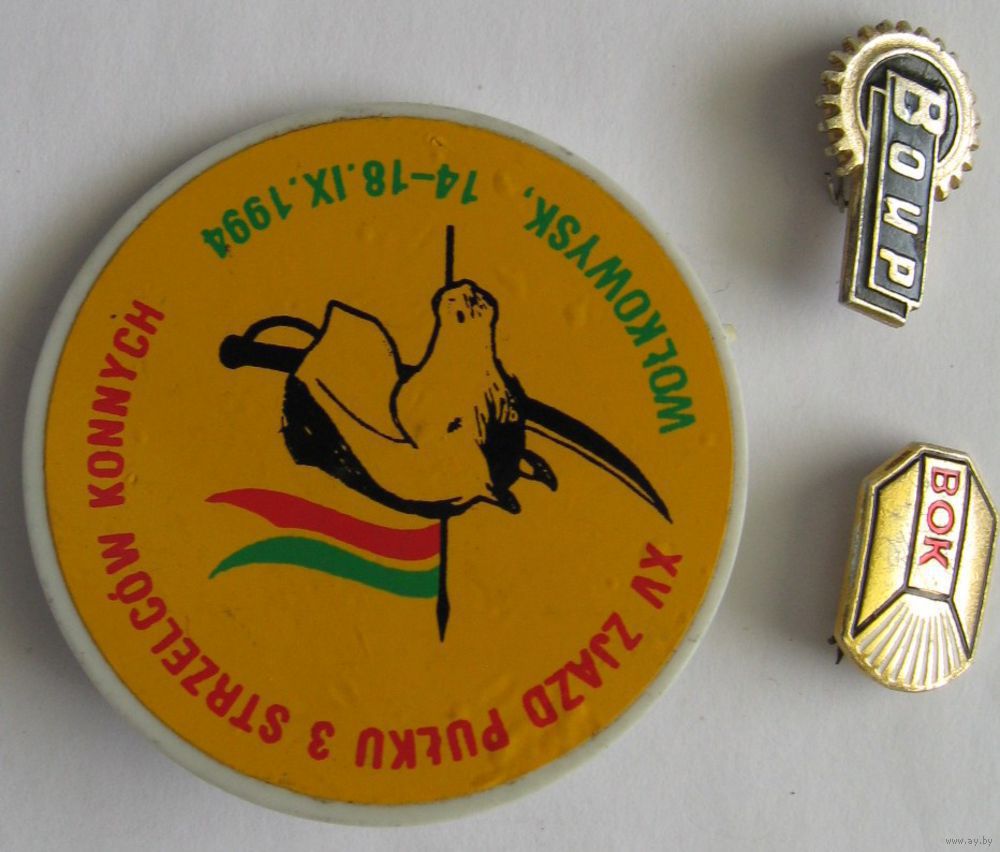 XV ZJAZD PUŁKU 3 STRZELCÓW KONNYCH
WOŁKOWYSK, 14-18.IX.1994
Воир
ВОК
www.ay.by